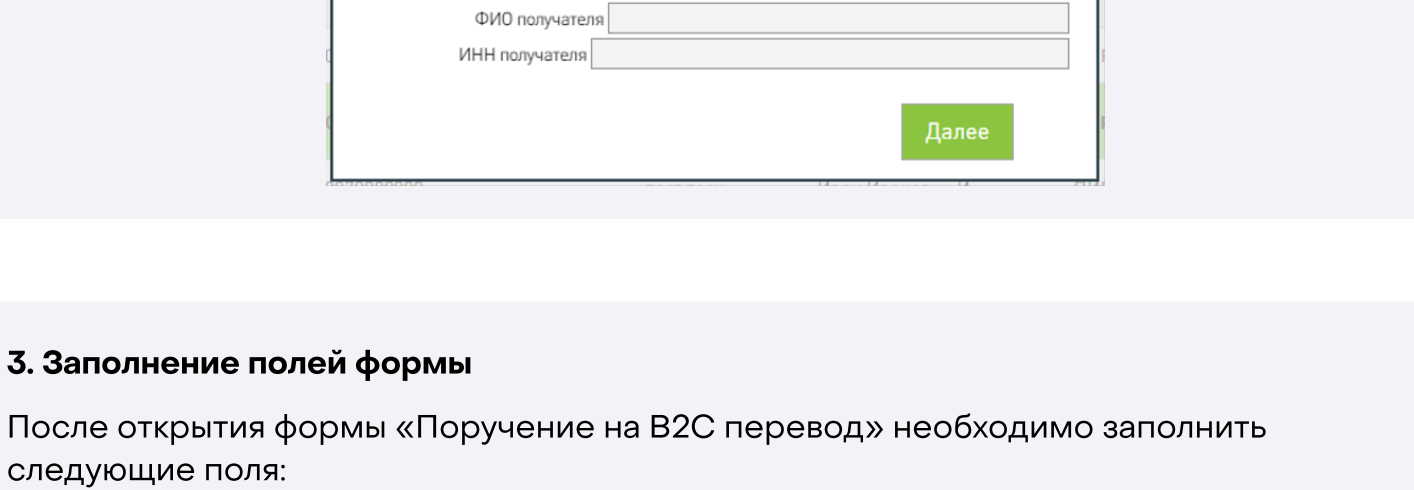 ФИО получателя
ИНН получателя
Далее
3. Заполнение полей формы
После открытия формы «Поручение на B2C перевод» необходимо заполнить
следующие поля: